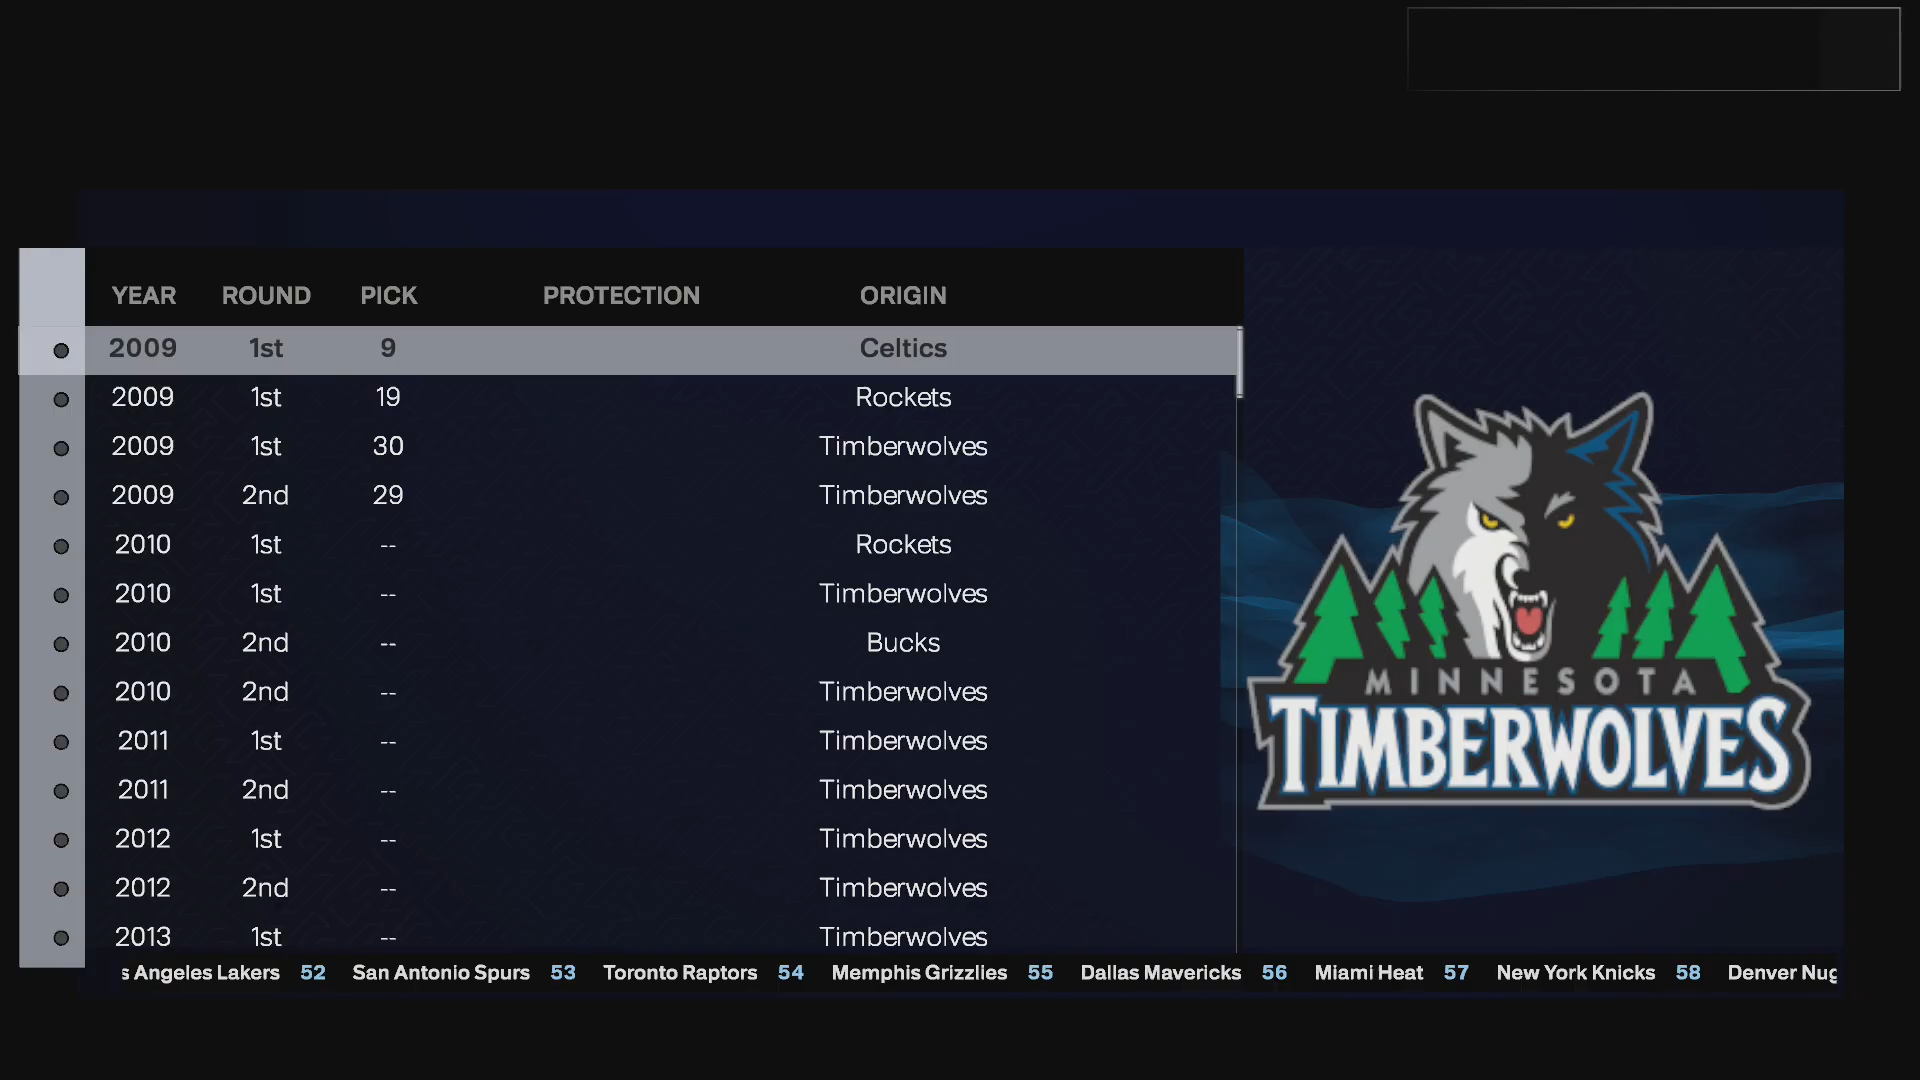 YEAR ROUND PICK PROTECTION ORIGIN
2009 1st 9 Celtics
2009 1st 19 Rockets
2009 1st 30 Timberwolves
2009 2nd 29 Timberwolves
2010 1st -- Rockets
2010 1st -- Timberwolves
2010 2nd -- Bucks
2010 2nd -- Timberwolves
2011 1st -- Timberwolves
2011 2nd -- Timberwolves
2012 1st -- Timberwolves
2012 2nd -- Timberwolves
2013 1st -- Timberwolves
MINNESOTA
TIMBERWOLVES
s Angeles Lakers 52 San Antonio Spurs 53 Toronto Raptors 54 Memphis Grizzlies 55 Dallas Mavericks 56 Miami Heat 57 New York Knicks 58 Denver Nug